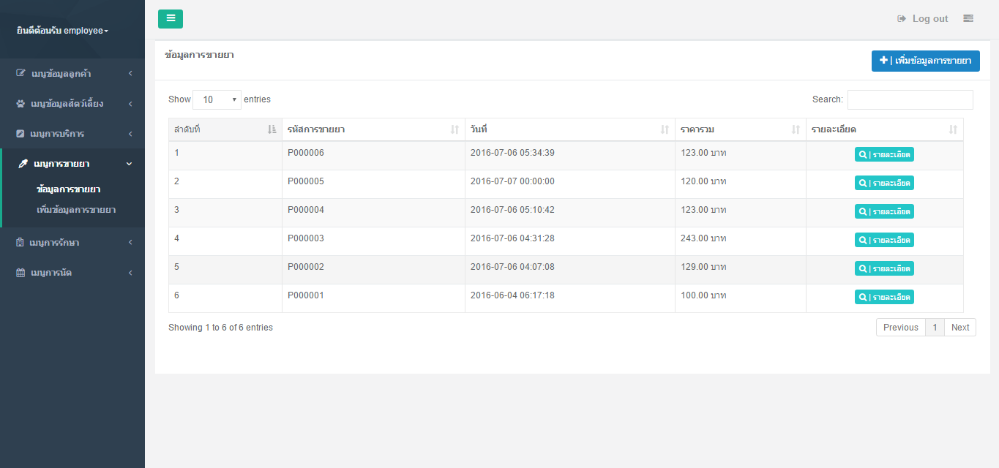 ยินดีต้อนรับ employee
Log out
เมนูข้อมูลลูกค้า
เมนูข้อมูลสัตว์เลี้ยง
เมนูการบริการ
เมนูการขายยา
ข้อมูลการขายยา
เพิ่มข้อมูลการขายยา
เมนูการรักษา
เมนูการนัด
ข้อมูลการขายยา
| เพิ่มข้อมูลการขายยา
Show 10 entries
Search:
ลำดับที่ รหัสการขายยา วันที่ ราคารวม รายละเอียด
1 P000006 2016-07-06 05:34:39 123.00 บาท | รายละเอียด
2 P000005 2016-07-07 00:00:00 120.00 บาท | รายละเอียด
3 P000004 2016-07-06 05:10:42 123.00 บาท | รายละเอียด
4 P000003 2016-07-06 04:31:28 243.00 บาท | รายละเอียด
5 P000002 2016-07-06 04:07:08 129.00 บาท | รายละเอียด
6 P000001 2016-06-04 06:17:18 100.00 บาท | รายละเอียด
Showing 1 to 6 of 6 entries
Previous 1 Next